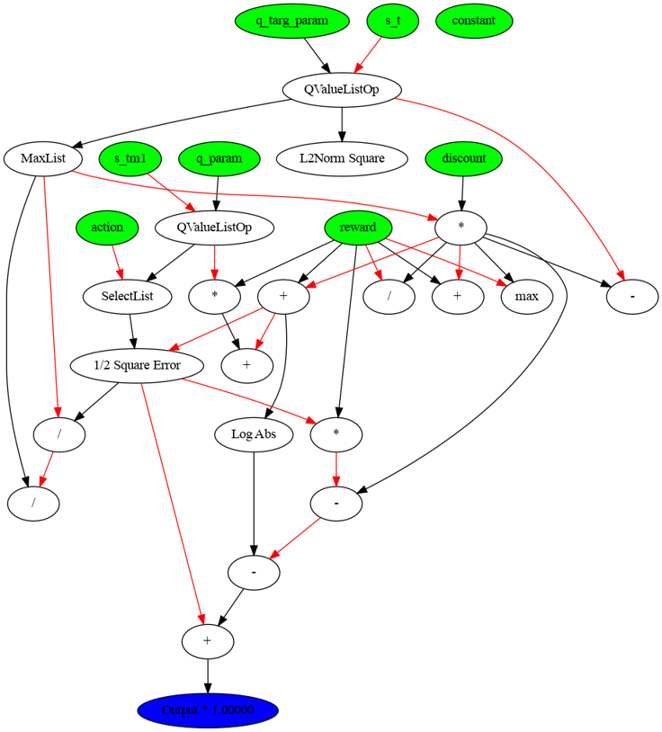 q_targ_param
s_t
constant
QValueListOp
MaxList
s_tm1
q_param
L2Norm Square
discount
action
QValueListOp
reward
*
SelectList
*
+
/
+
max
-
1/2 Square Error
+
/
Log Abs
*
/
-
-
+
Output * 1.00000